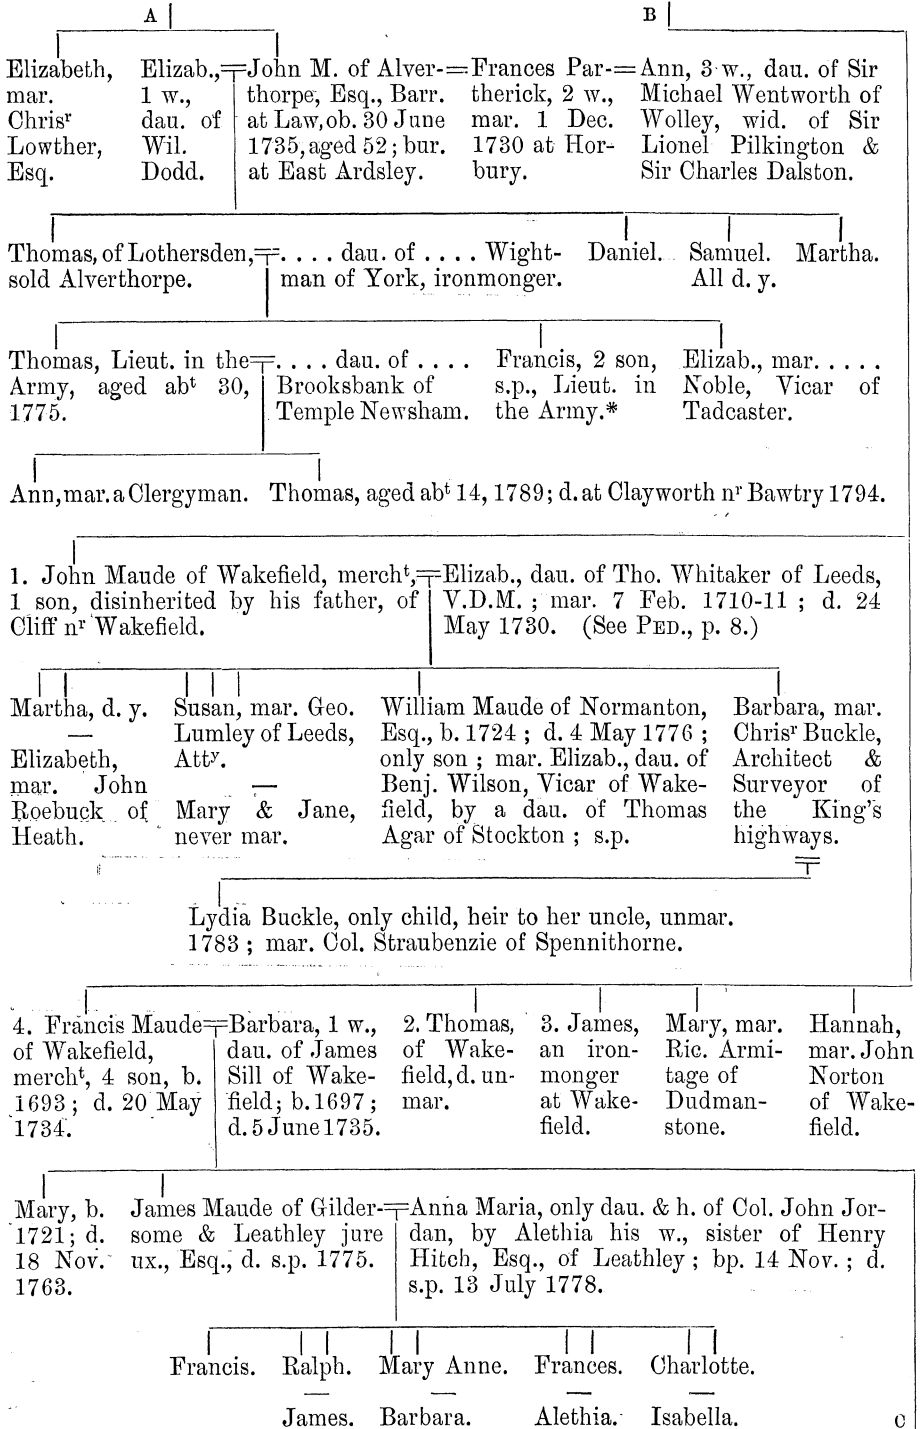 A
B
Elizabeth,
mar.
Chrisʳ
Lowther,
Esq.
Elizab.,
1 w.,
dau. of
Wil.
Dodd.
John M. of Alver-
thorpe, Esq., Barr.
at Law, ob. 30 June
1735, aged 52; bur.
at East Ardsley.
=Frances Par-
therick, 2 w.,
mar. 1 Dec.
1730 at Hor-
bury.
=Ann, 3 w., dau. of Sir
Michael Wentworth of
Wolley, wid. of Sir
Lionel Pilkington &
Sir Charles Dalston.
Thomas, of Lothersden,
sold Alverthorpe.
. . . . dau. of . . . . Wight-
man of York, ironmonger.
Daniel.
Samuel.
All d. y.
Martha.
Thomas, Lieut. in the
Army, aged abᵗ 30,
1775.
. . . . dau. of . . . .
Brooksbank of
Temple Newsham.
Francis, 2 son,
s.p., Lieut. in
the Army.*
Elizab., mar. . . . .
Noble, Vicar of
Tadcaster.
Ann, mar. a Clergyman.
Thomas, aged abᵗ 14, 1789; d. at Clayworth nʳ Bawtry 1794.
1. John Maude of Wakefield, merchᵗ,
1 son, disinherited by his father, of
Cliff nʳ Wakefield.
Elizab., dau. of Tho. Whitaker of Leeds,
V.D.M. ; mar. 7 Feb. 1710-11 ; d. 24
May 1730. (See PED., p. 8.)
Martha, d. y.
—
Elizabeth,
mar. John
Roebuck of
Heath.
Susan, mar. Geo.
Lumley of Leeds,
Attʸ.
—
Mary & Jane,
never mar.
William Maude of Normanton,
Esq., b. 1724 ; d. 4 May 1776 ;
only son ; mar. Elizab., dau. of
Benj. Wilson, Vicar of Wake-
field, by a dau. of Thomas
Agar of Stockton ; s.p.
Barbara, mar.
Chrisʳ Buckle,
Architect &
Surveyor of
the King's
highways.
Lydia Buckle, only child, heir to her uncle, unmar.
1783 ; mar. Col. Straubenzie of Spennithorne.
4. Francis Maude
of Wakefield,
merchᵗ, 4 son, b.
1693 ; d. 20 May
1734.
Barbara, 1 w.,
dau. of James
Sill of Wake-
field; b. 1697 ;
d. 5 June 1735.
2. Thomas,
of Wake-
field, d. un-
mar.
3. James,
an iron-
monger
at Wake-
field.
Mary, mar.
Ric. Armi-
tage of
Dudman-
stone.
Hannah,
mar. John
Norton
of Wake-
field.
Mary, b.
1721; d.
18 Nov.
1763.
James Maude of Gilder-
some & Leathley jure
ux., Esq., d. s.p. 1775.
Anna Maria, only dau. & h. of Col. John Jor-
dan, by Alethia his w., sister of Henry
Hitch, Esq., of Leathley ; bp. 14 Nov. ; d.
s.p. 13 July 1778.
Francis.
Ralph.
—
James.
Mary Anne.
—
Barbara.
Frances.
—
Alethia.
Charlotte.
—
Isabella.
C